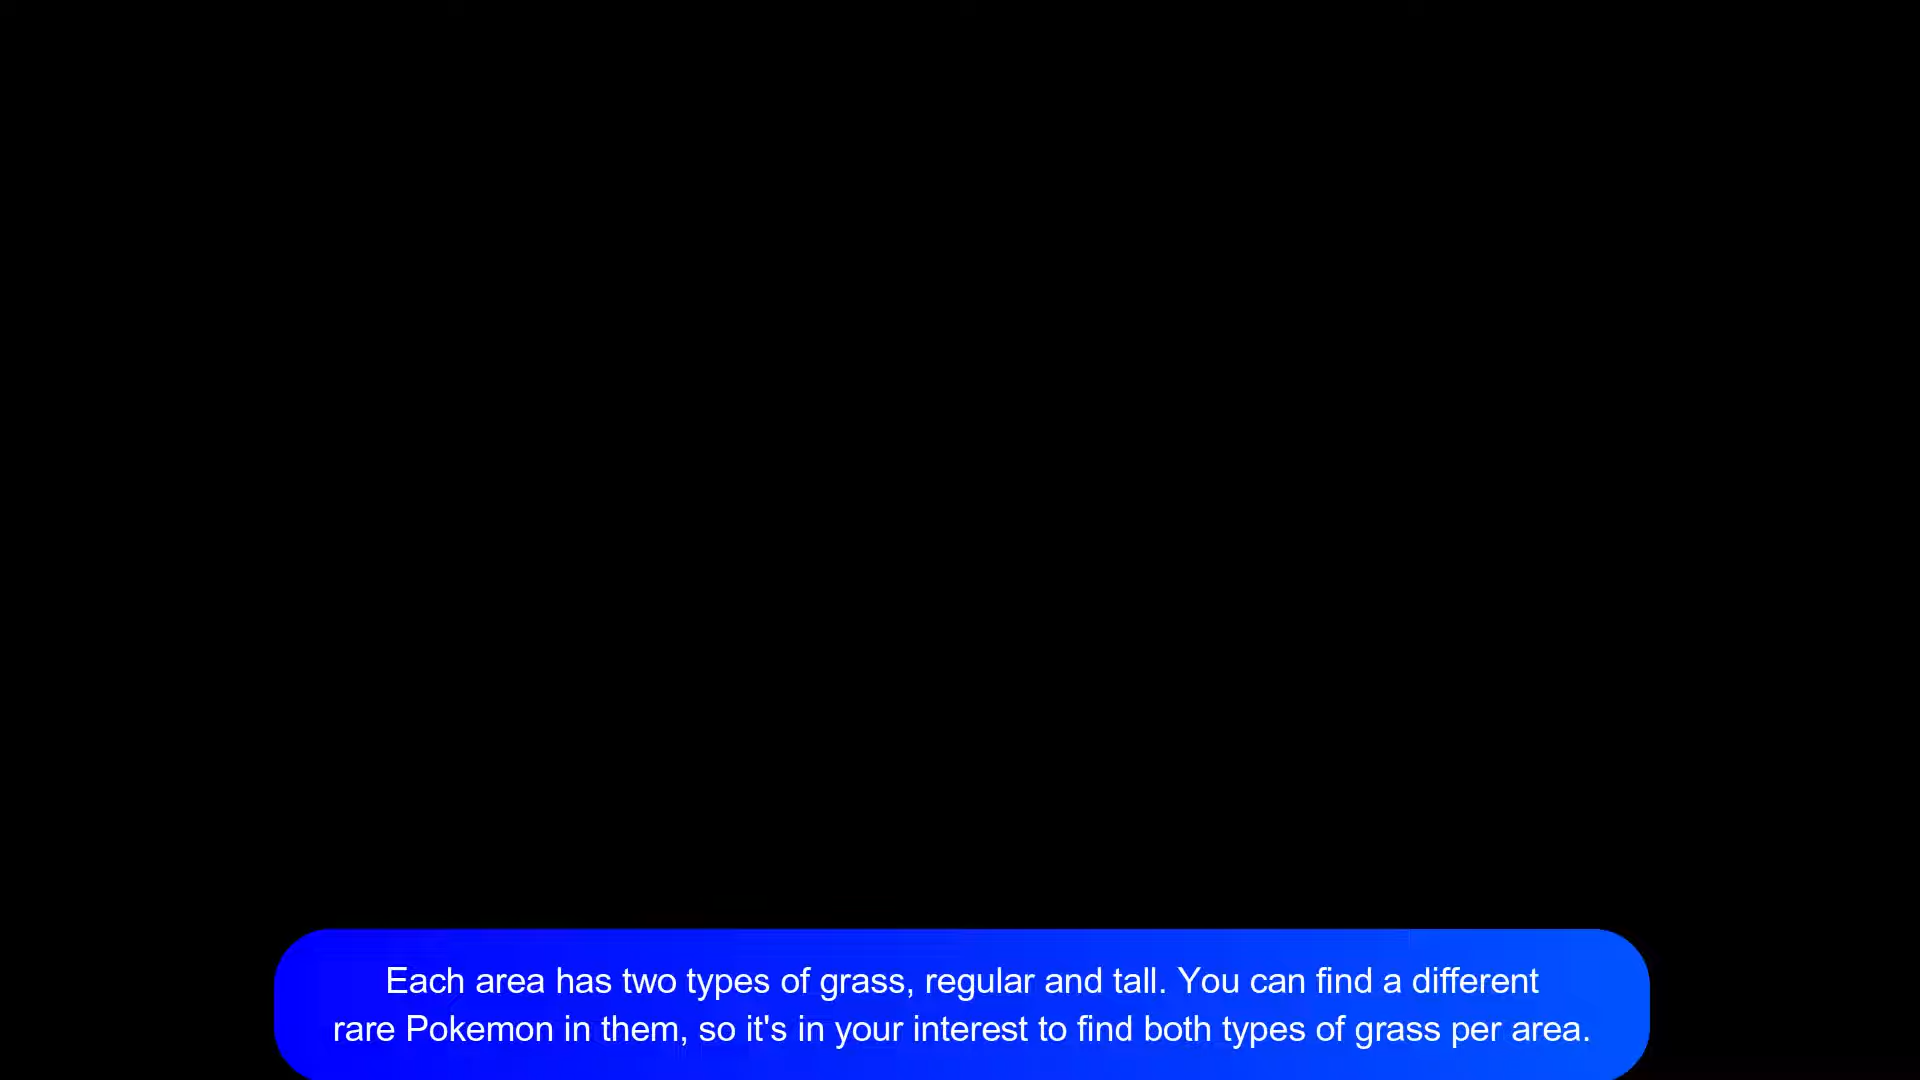 Each area has two types of grass, regular and tall. You can find a different
rare Pokemon in them, so it's in your interest to find both types of grass per area.